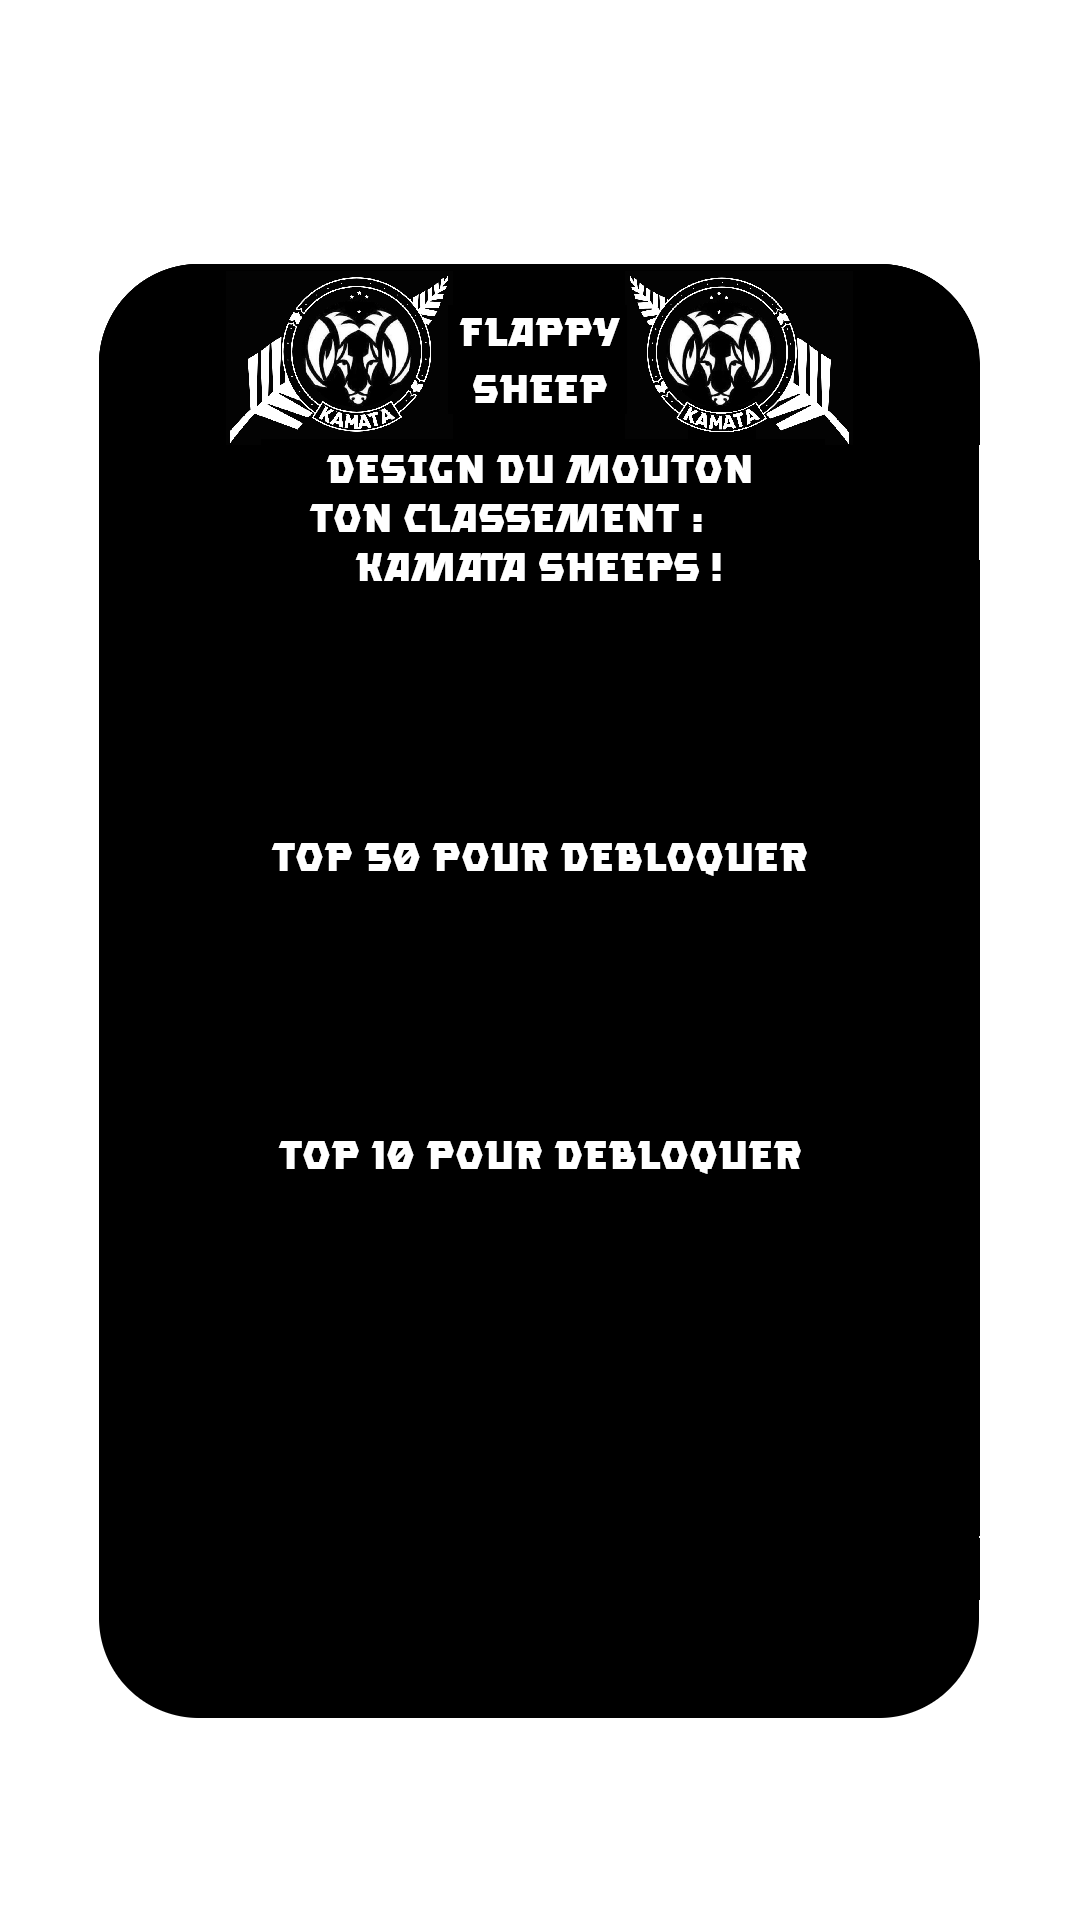 FLAPPY
SHEEP
KAMATA
KAMATA
DESIGN DU MOUTON
TON CLASSEMENT :
KAMATA SHEEPS !
TOP 50 POUR DEBLOQUER
TOP 10 POUR DEBLOQUER